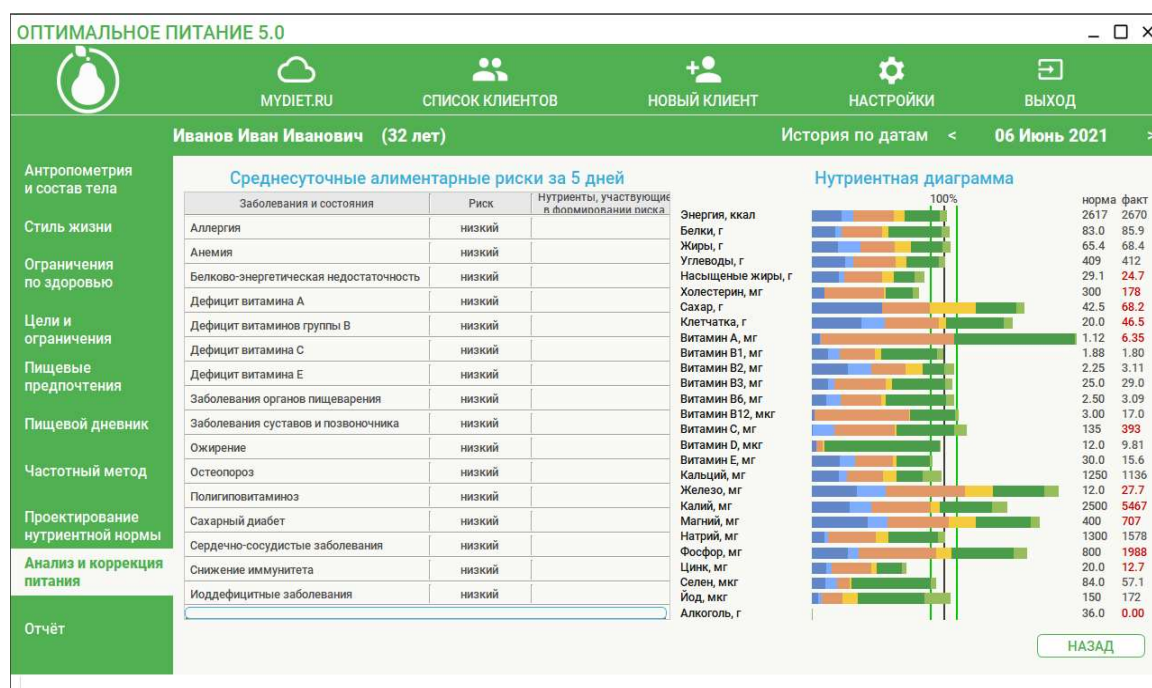 ОПТИМАЛЬНОЕ ПИТАНИЕ 5.0
MYDIET.RU
СПИСОК КЛИЕНТОВ
НОВЫЙ КЛИЕНТ
НАСТРОЙКИ
ВЫХОД
Иванов Иван Иванович (32 лет)
История по датам < 06 Июнь 2021 >
Антропометрия
и состав тела
Стиль жизни
Ограничения
по здоровью
Цели и
ограничения
Пищевые
предпочтения
Пищевой дневник
Частотный метод
Проектирование
нутриентной нормы
Анализ и коррекция
питания
Отчёт
Среднесуточные алиментарные риски за 5 дней
Заболевания и состояния Риск Нутриенты, участвующие
в формировании риска
Аллергия низкий
Анемия низкий
Белково-энергетическая недостаточность низкий
Дефицит витамина А низкий
Дефицит витаминов группы В низкий
Дефицит витамина С низкий
Дефицит витамина Е низкий
Заболевания органов пищеварения низкий
Заболевания суставов и позвоночника низкий
Ожирение низкий
Остеопороз низкий
Полигиповитаминоз низкий
Сахарный диабет низкий
Сердечно-сосудистые заболевания низкий
Снижение иммунитета низкий
Иоддефицитные заболевания низкий
Нутриентная диаграмма
100% норма факт
Энергия, ккал 2617 2670
Белки, г 83.0 85.9
Жиры, г 65.4 68.4
Углеводы, г 409 412
Насыщеные жиры, г 29.1 24.7
Холестерин, мг 300 178
Сахар, г 42.5 68.2
Клетчатка, г 20.0 46.5
Витамин А, мг 1.12 6.35
Витамин В1, мг 1.88 1.80
Витамин В2, мг 2.25 3.11
Витамин В3, мг 25.0 29.0
Витамин В6, мг 2.50 3.09
Витамин В12, мкг 3.00 17.0
Витамин С, мг 135 393
Витамин D, мкг 12.0 9.81
Витамин Е, мг 30.0 15.6
Кальций, мг 1250 1136
Железо, мг 12.0 27.7
Калий, мг 2500 5467
Магний, мг 400 707
Натрий, мг 1300 1578
Фосфор, мг 800 1988
Цинк, мг 20.0 12.7
Селен, мкг 84.0 57.1
Йод, мкг 150 172
Алкоголь, г 36.0 0.00
НАЗАД